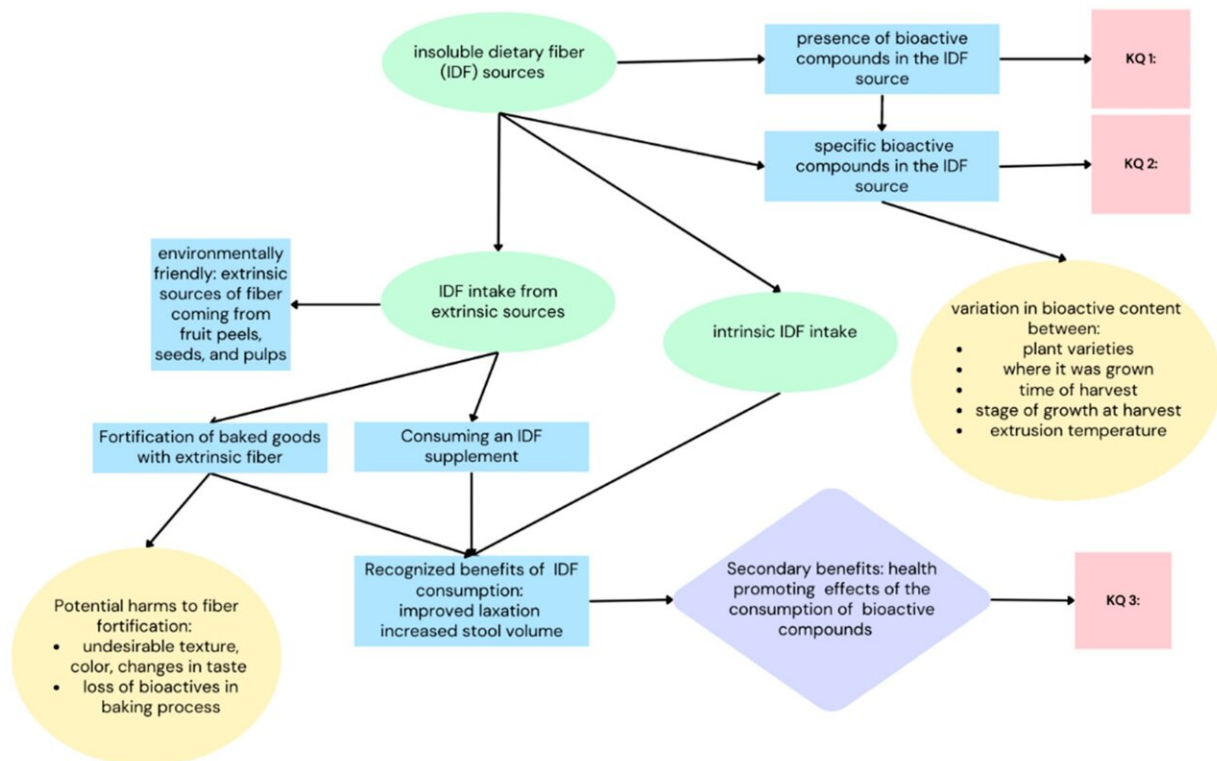 insoluble dietary fiber
(IDF) sources
presence of bioactive
compounds in the IDF
source
KQ 1:
specific bioactive
compounds in the IDF
source
KQ 2:
environmentally
friendly: extrinsic
sources of fiber
coming from
fruit peels,
seeds, and pulps
IDF intake from
extrinsic sources
intrinsic IDF intake
variation in bioactive content
between:
• plant varieties
• where it was grown
• time of harvest
• stage of growth at harvest
• extrusion temperature
Fortification of baked goods
with extrinsic fiber
Consuming an IDF
supplement
Recognized benefits of IDF
consumption:
improved laxation
increased stool volume
Secondary benefits: health
promoting effects of the
consumption of bioactive
compounds
KQ 3:
Potential harms to fiber
fortification:
• undesirable texture,
color, changes in taste
• loss of bioactives in
baking process